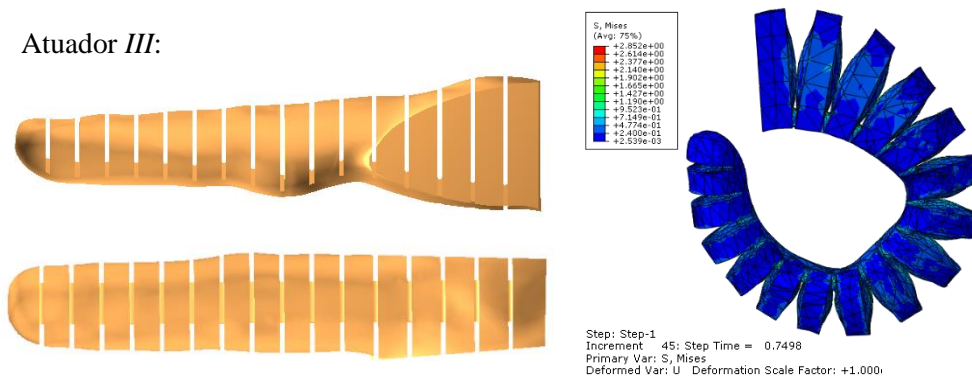 Atuador III:
S, Mises
(Avg: 75%)
+2.852e+00
+2.614e+00
+2.377e+00
+2.140e+00
+1.902e+00
+1.665e+00
+1.427e+00
+1.190e+00
+9.523e-01
+7.149e-01
+4.774e-01
+2.400e-01
+2.539e-03
Step: Step-1
Increment 45: Step Time = 0.7498
Primary Var: S, Mises
Deformed Var: U Deformation Scale Factor: +1.000